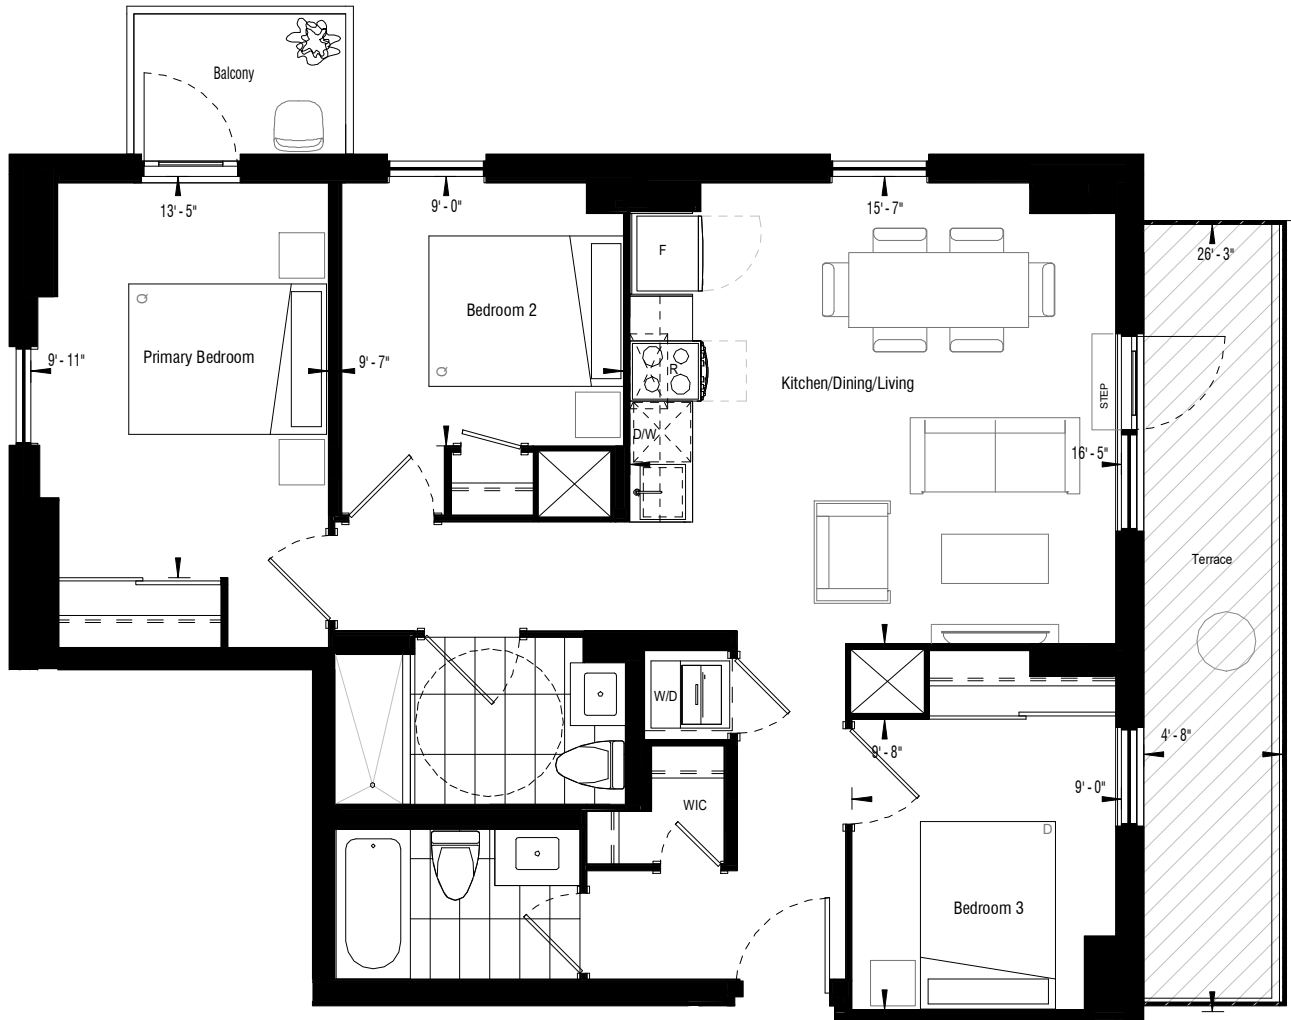 Balcony
13'- 5"
9'- 0"
15'- 7"
26'- 3"
F
Bedroom 2
9'- 11"
Primary Bedroom
9'- 7"
R
Kitchen/Dining/Living
STEP
D/W
16'- 5"
Terrace
W/D
9'- 8"
4'- 8"
9'- 0"
WIC
D
Bedroom 3